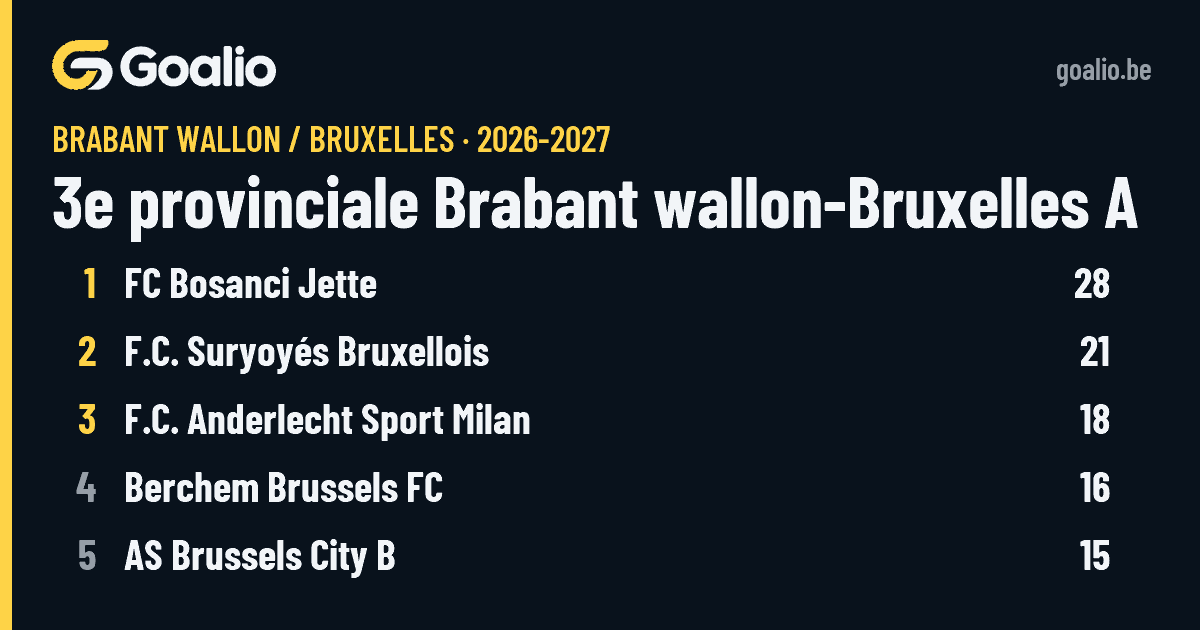 Goalio
goalio.be
BRABANT WALLON / BRUXELLES · 2026-2027
3e provinciale Brabant wallon-Bruxelles A
1 FC Bosanci Jette 28
2 F.C. Suryoyés Bruxellois 21
3 F.C. Anderlecht Sport Milan 18
4 Berchem Brussels FC 16
5 AS Brussels City B 15